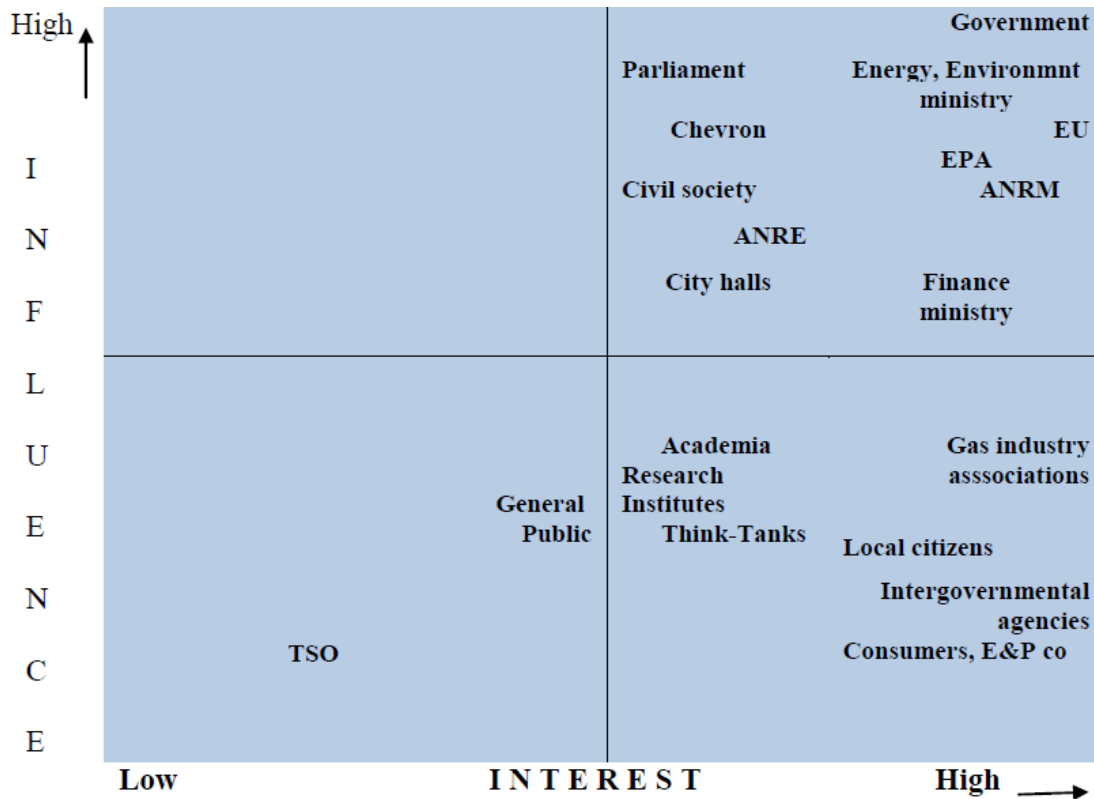 High
Government
Parliament
Energy, Environmnt
ministry
Chevron
EU
EPA
Civil society
ANRM
ANRE
City halls
Finance
ministry
I
N
F
L
U
E
N
C
E
Academia
Gas industry
asssociations
Research
General
Institutes
Public
Think-Tanks
Local citizens
Intergovernmental
agencies
TSO
Consumers, E&P co
Low
I N T E R E S T
High